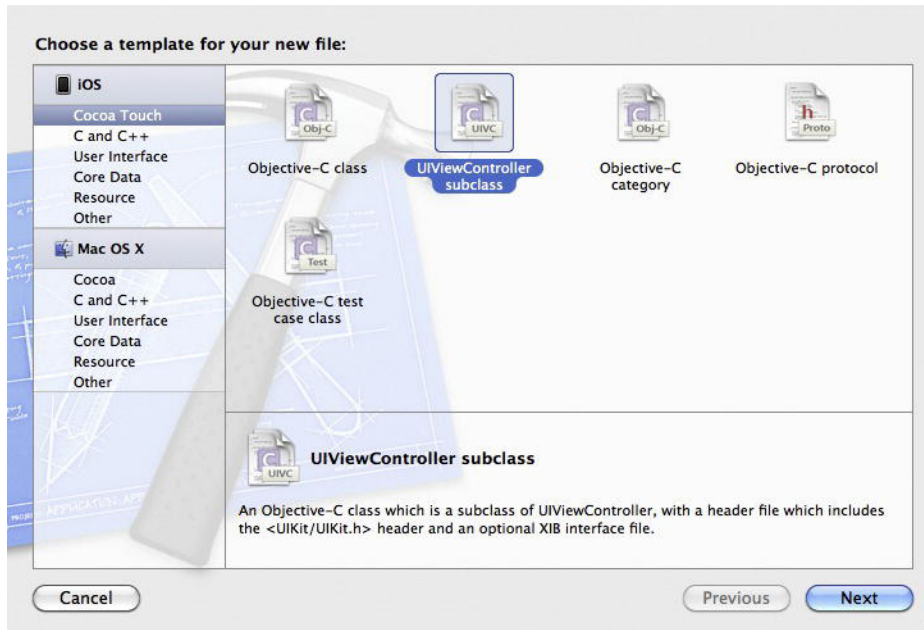 Choose a template for your new file:
iOS
Cocoa Touch
C and C++
User Interface
Core Data
Resource
Other
Mac OS X
Cocoa
C and C++
User Interface
Core Data
Resource
Other
Obj-C
Objective-C class
UIVC
UIViewController
subclass
Obj-C
Objective-C
category
h
Proto
Objective-C protocol
Test
Objective-C test
case class
UIVC
UIViewController subclass
An Objective-C class which is a subclass of UIViewController, with a header file which includes
the <UIKit/UIKit.h> header and an optional XIB interface file.
Cancel
Previous
Next